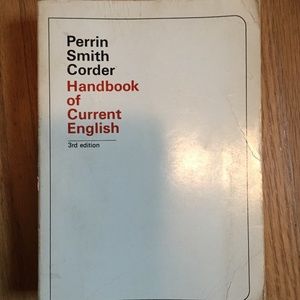 Perrin
Smith
Corder
Handbook
of
Current
English
3rd edition